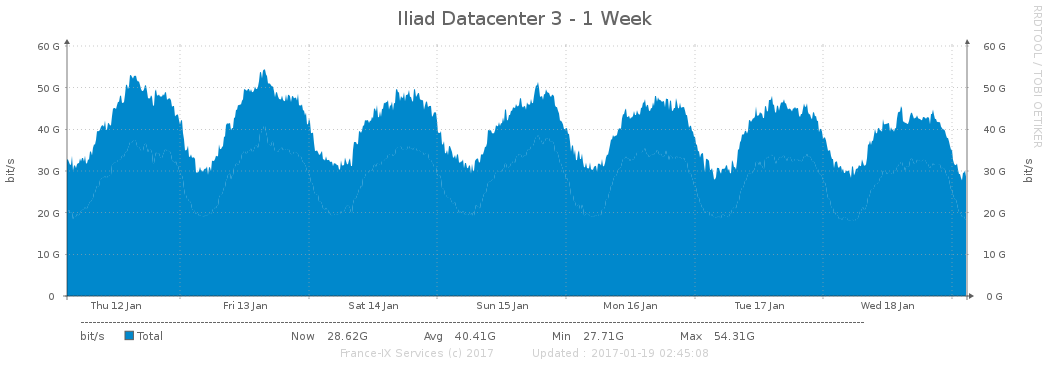 Iliad Datacenter 3 - 1 Week
RRDTOOL / TOBI OETIKER
bit/s
60 G
50 G
40 G
30 G
20 G
10 G
0
60 G
50 G
40 G
30 G
20 G
10 G
0 G
bit/s
Thu 12 Jan Fri 13 Jan Sat 14 Jan Sun 15 Jan Mon 16 Jan Tue 17 Jan Wed 18 Jan
bit/s Total Now 28.62G Avg 40.41G Min 27.71G Max 54.31G
France-IX Services (c) 2017 Updated : 2017-01-19 02:45:08